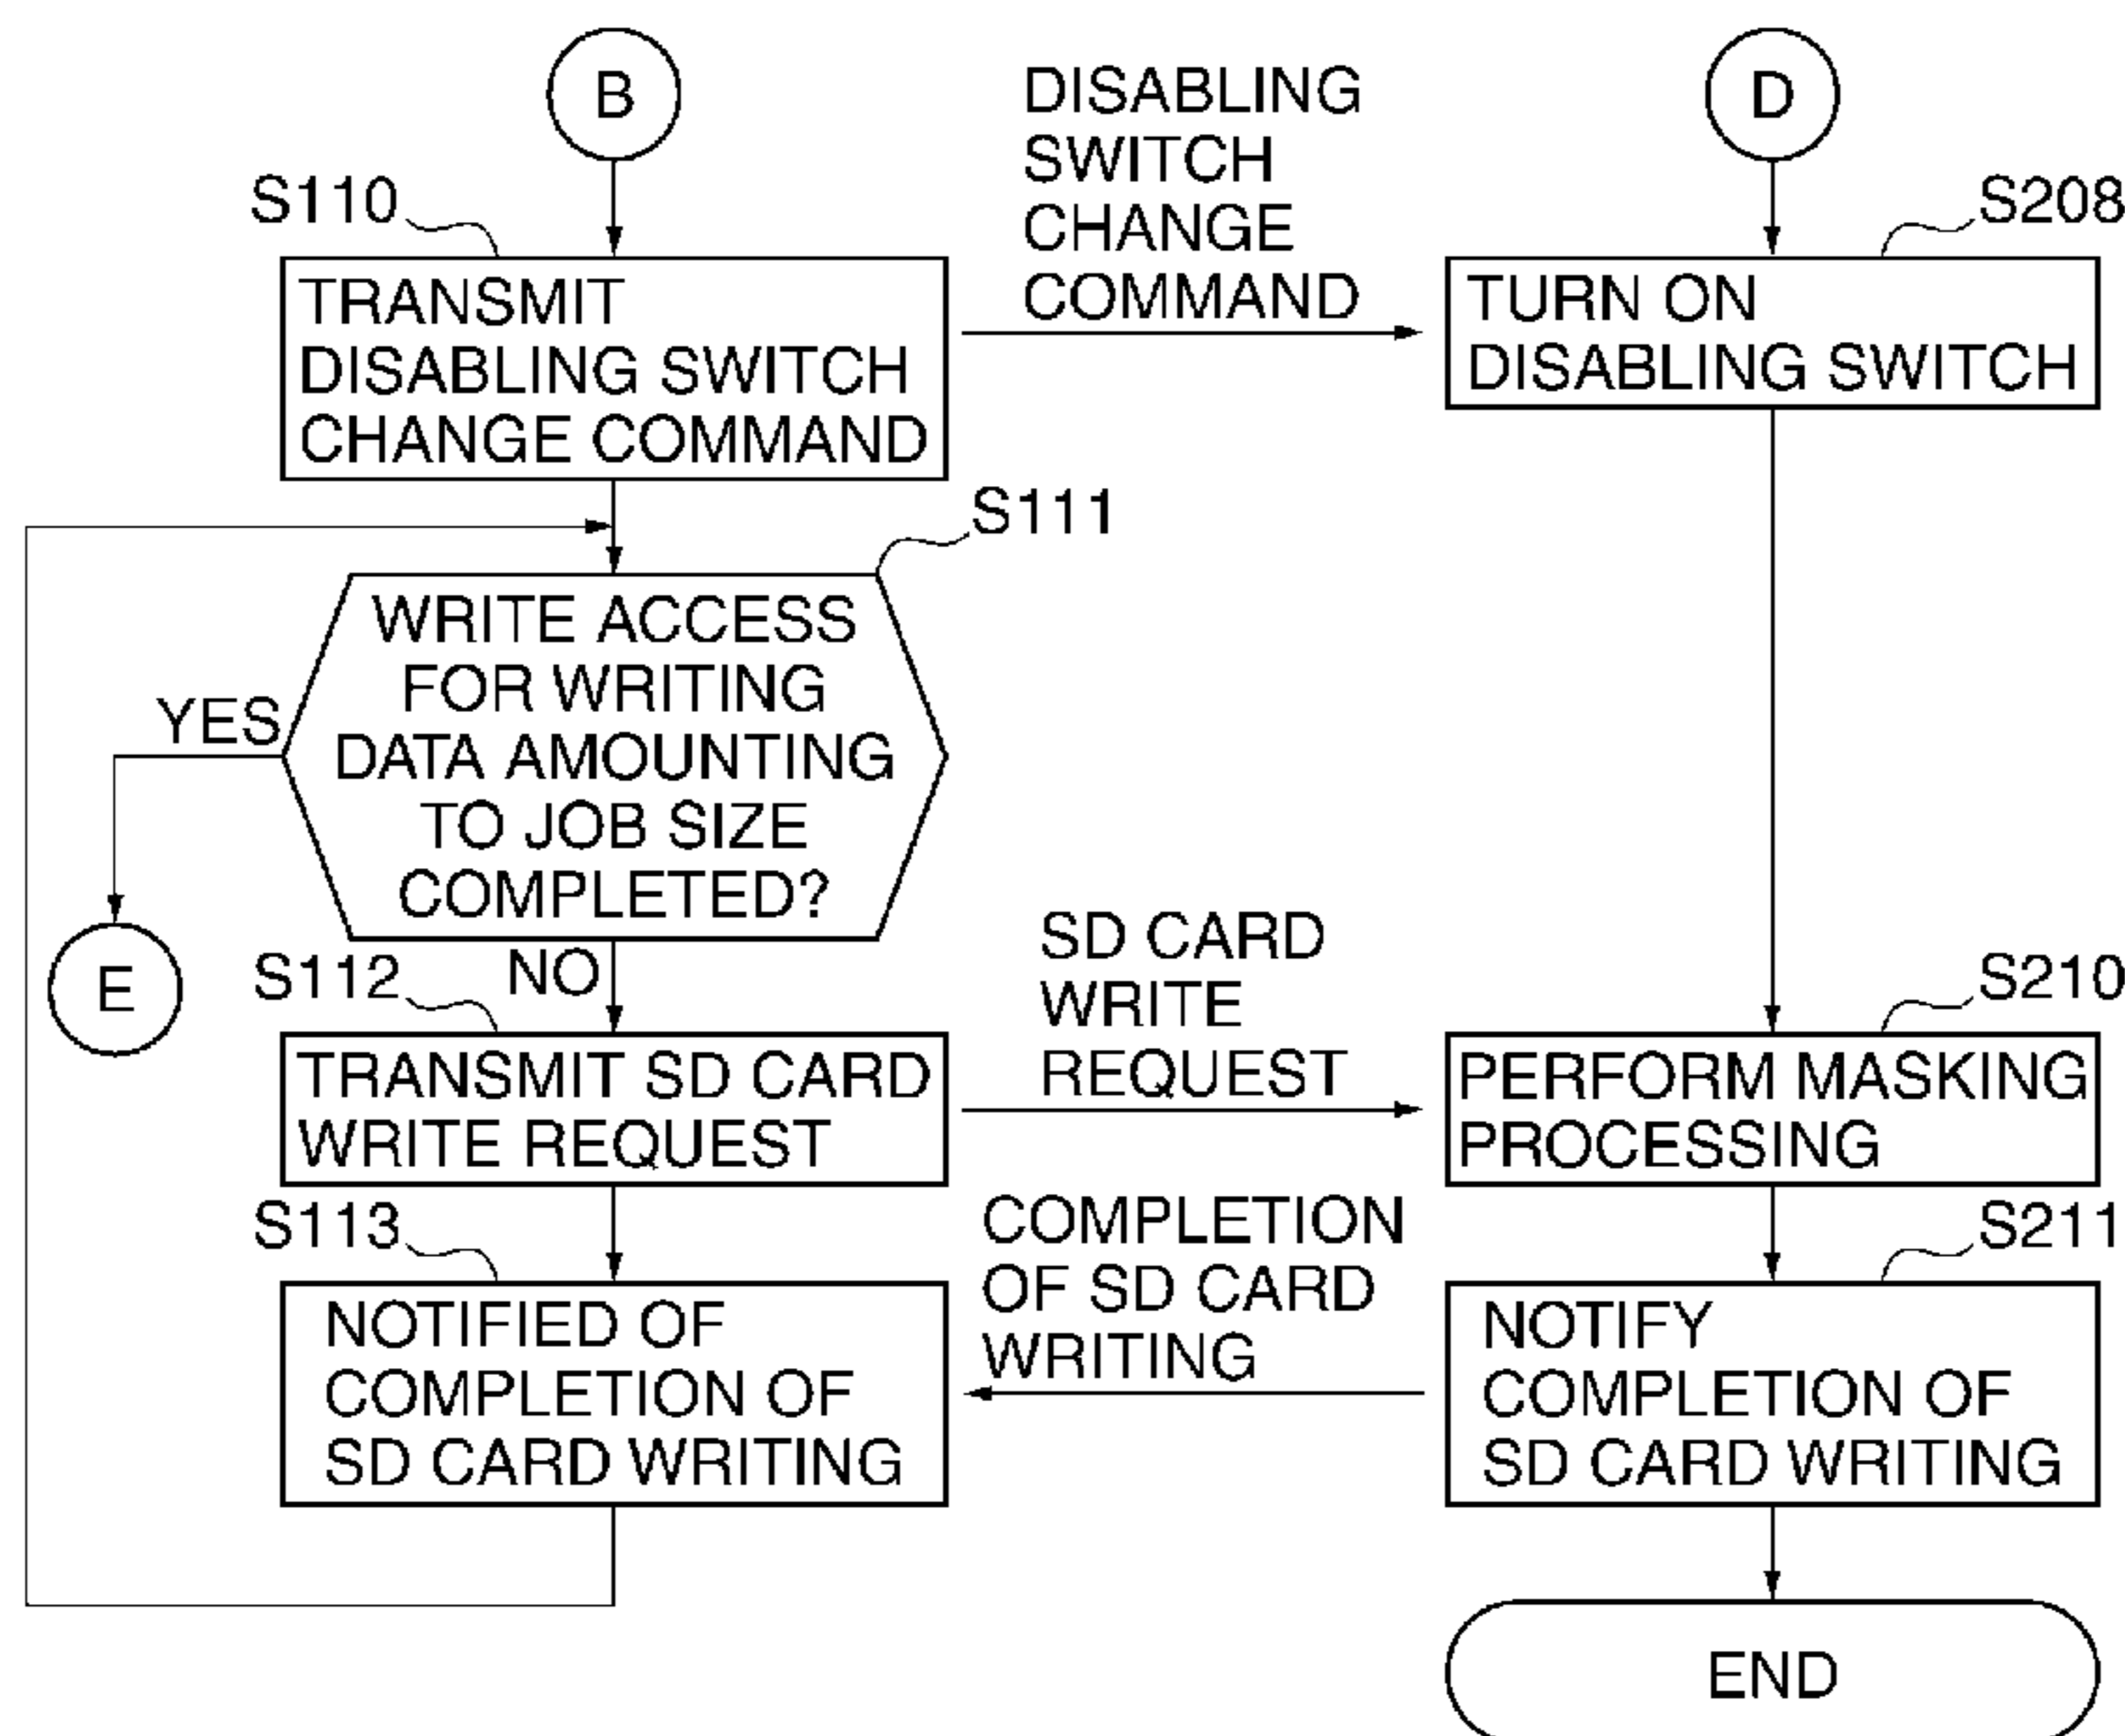 B
DISABLING
SWITCH
CHANGE
COMMAND
D
S110
S208
TRANSMIT
DISABLING SWITCH
CHANGE COMMAND
TURN ON
DISABLING SWITCH
S111
WRITE ACCESS
FOR WRITING
DATA AMOUNTING
TO JOB SIZE
COMPLETED?
YES
E
NO
S112
SD CARD
WRITE
REQUEST
S210
TRANSMIT SD CARD
WRITE REQUEST
PERFORM MASKING
PROCESSING
S113
COMPLETION
OF SD CARD
WRITING
S211
NOTIFIED OF
COMPLETION OF
SD CARD WRITING
NOTIFY
COMPLETION OF
SD CARD WRITING
END